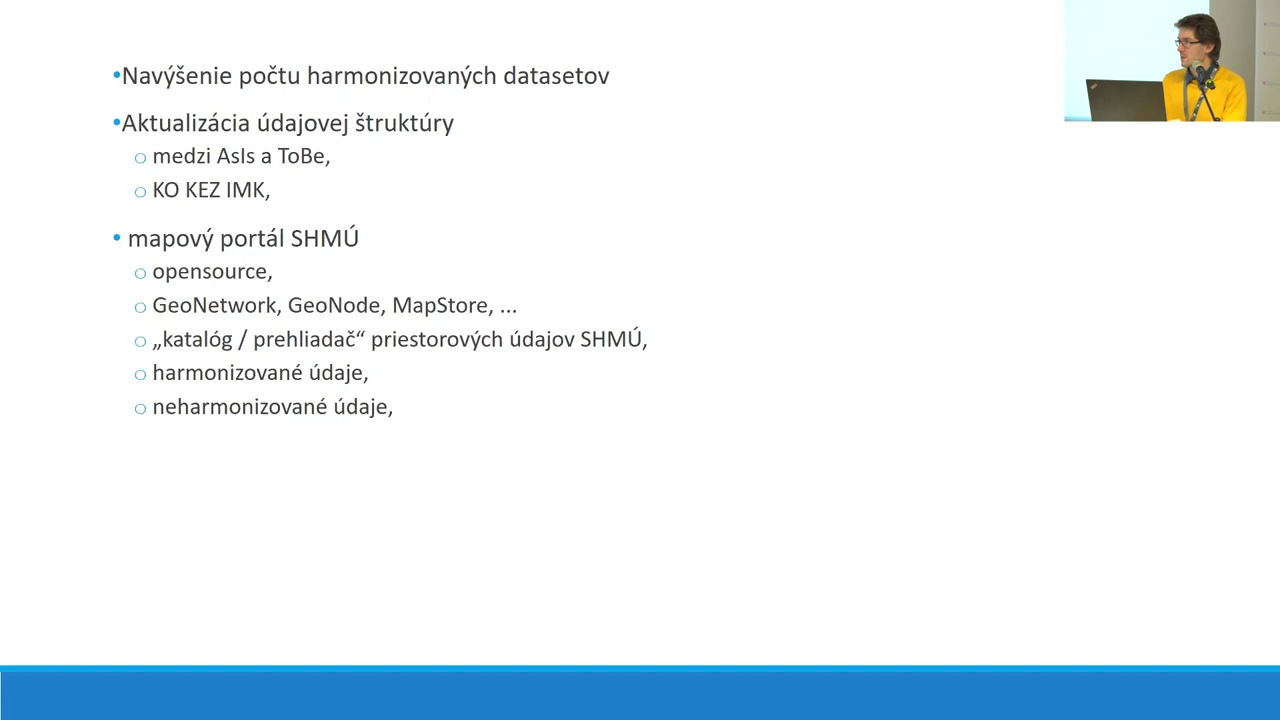 •Navýšenie počtu harmonizovaných datasetov
•Aktualizácia údajovej štruktúry
o medzi AsIs a ToBe,
o KO KEZ IMK,
• mapový portál SHMÚ
o opensource,
o GeoNetwork, GeoNode, MapStore, ...
o „katalóg / prehliadač“ priestorových údajov SHMÚ,
o harmonizované údaje,
o neharmonizované údaje,